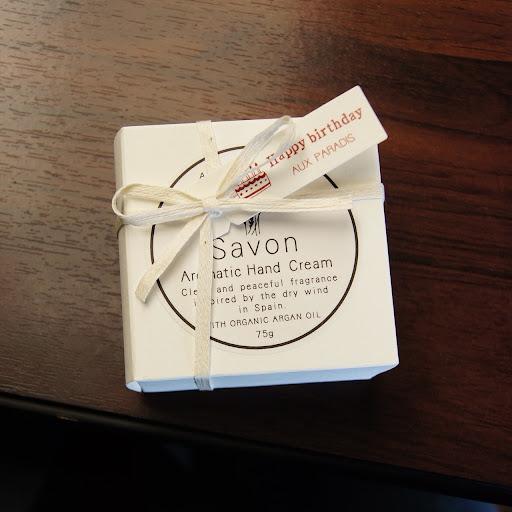 Happy birthday
AUX PARADIS
Savon
Aromatic Hand Cream
Clean and peaceful fragrance
inspired by the dry wind
in Spain.
WITH ORGANIC ARGAN OIL
75g